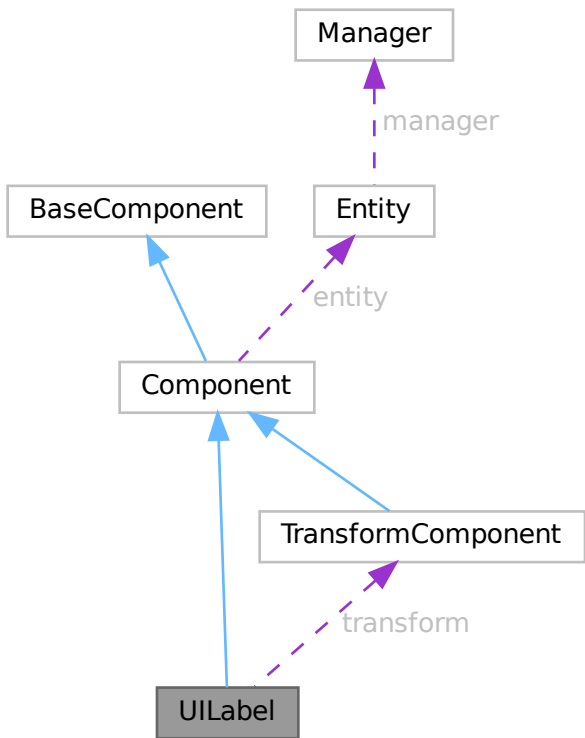 Manager
manager
BaseComponent
Entity
entity
Component
TransformComponent
transform
UILabel